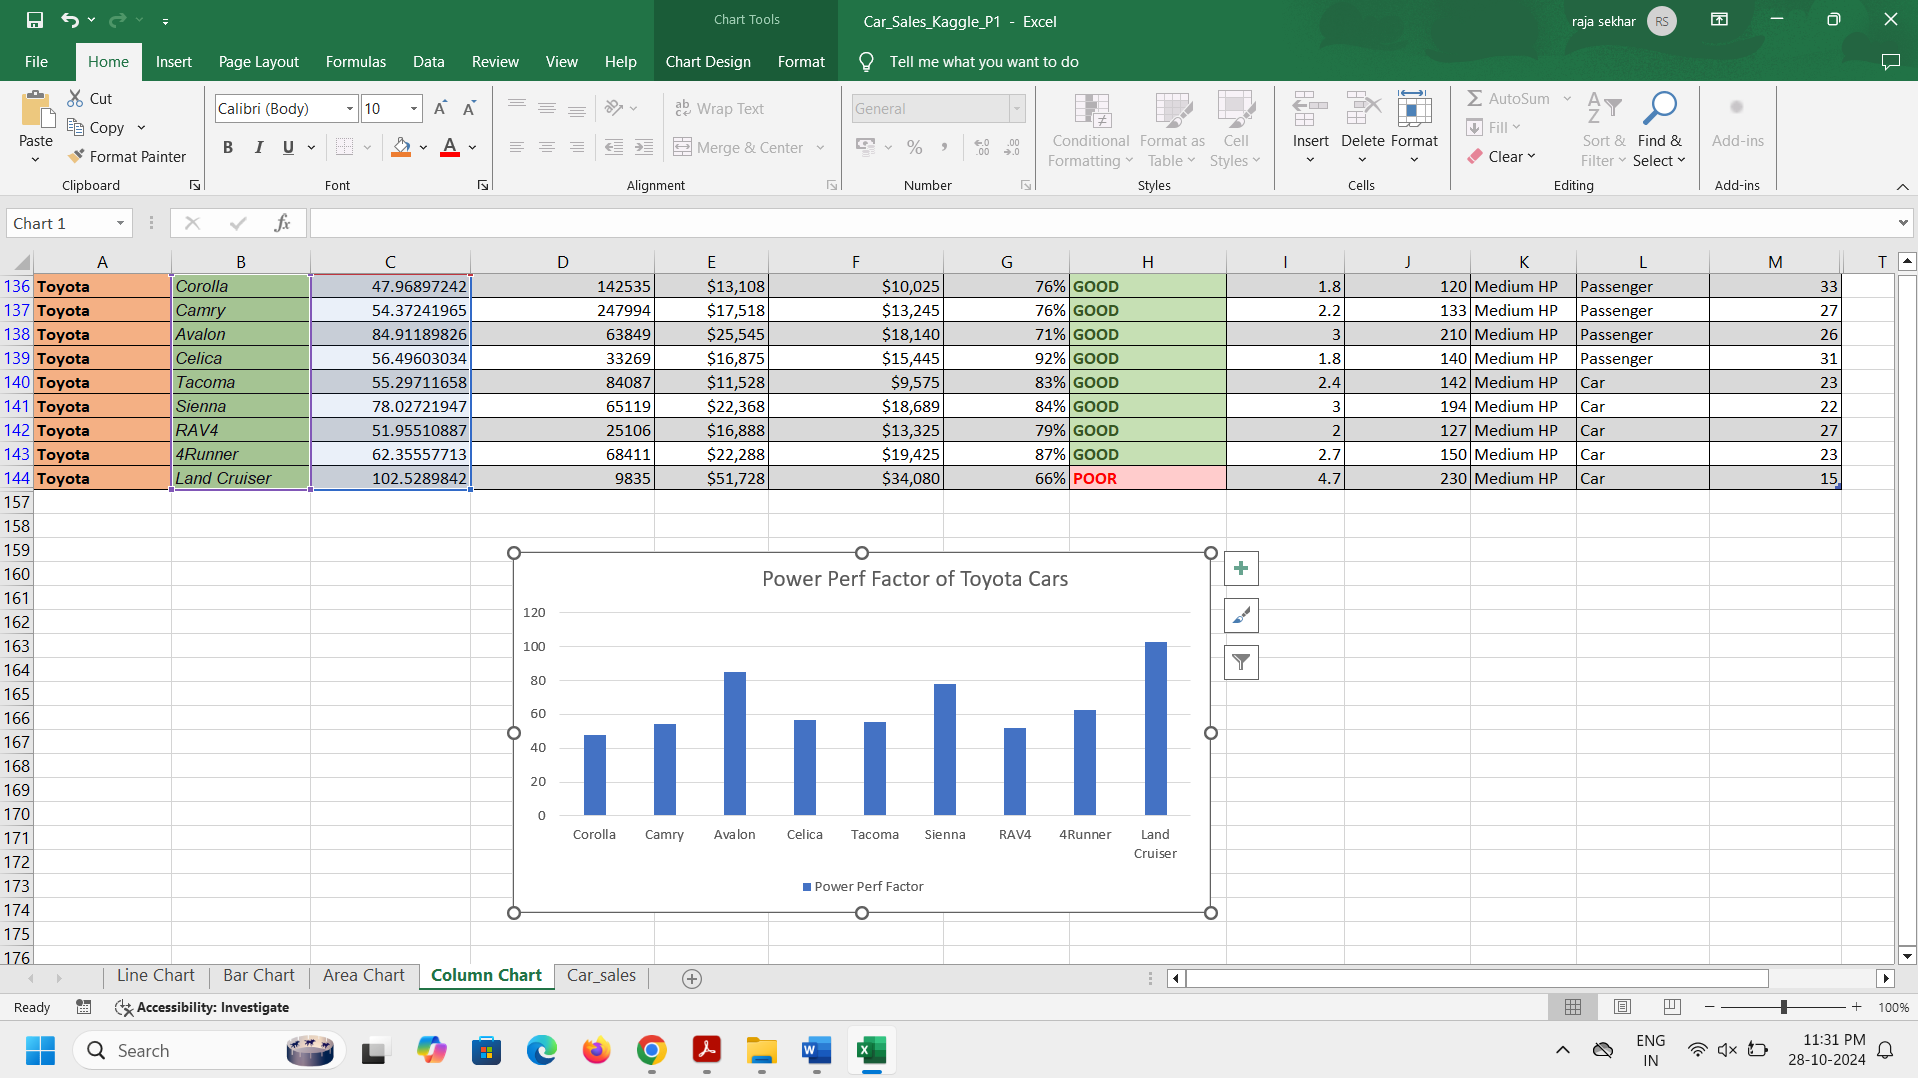 Chart Tools
Car_Sales_Kaggle_P1 - Excel
raja sekhar
RS
File Home Insert Page Layout Formulas Data Review View Help Chart Design Format Tell me what you want to do
Paste
Cut
Copy
Format Painter
Clipboard
Calibri (Body) 10
B I U
Font
Wrap Text
Merge & Center
Alignment
General
%
Number
Conditional Formatting
Format as Table
Cell Styles
Styles
Insert Delete Format
Cells
AutoSum
Fill
Clear
Sort & Filter
Find & Select
Editing
Add-ins
Add-ins
Chart 1
fx
A B C D E F G H I J K L M T
136 Toyota Corolla 47.96897242 142535 $13,108 $10,025 76% GOOD 1.8 120 Medium HP Passenger 33
137 Toyota Camry 54.37241965 247994 $17,518 $13,245 76% GOOD 2.2 133 Medium HP Passenger 27
138 Toyota Avalon 84.91189826 63849 $25,545 $18,140 71% GOOD 3 210 Medium HP Passenger 26
139 Toyota Celica 56.49603034 33269 $16,875 $15,445 92% GOOD 1.8 140 Medium HP Passenger 31
140 Toyota Tacoma 55.29711658 84087 $11,528 $9,575 83% GOOD 2.4 142 Medium HP Car 23
141 Toyota Sienna 78.02721947 65119 $22,368 $18,689 84% GOOD 3 194 Medium HP Car 22
142 Toyota RAV4 51.95510887 25106 $16,888 $13,325 79% GOOD 2 127 Medium HP Car 27
143 Toyota 4Runner 62.35557713 68411 $22,288 $19,425 87% GOOD 2.7 150 Medium HP Car 23
144 Toyota Land Cruiser 102.5289842 9835 $51,728 $34,080 66% POOR 4.7 230 Medium HP Car 15
157
158
159
160
161
162
163
164
165
166
167
168
169
170
171
172
173
174
175
176
Power Perf Factor of Toyota Cars
120
100
80
60
40
20
0
Corolla Camry Avalon Celica Tacoma Sienna RAV4 4Runner Land Cruiser
Power Perf Factor
Line Chart Bar Chart Area Chart Column Chart Car_sales
Ready
Accessibility: Investigate
100%
Search
ENG
IN
11:31 PM
28-10-2024